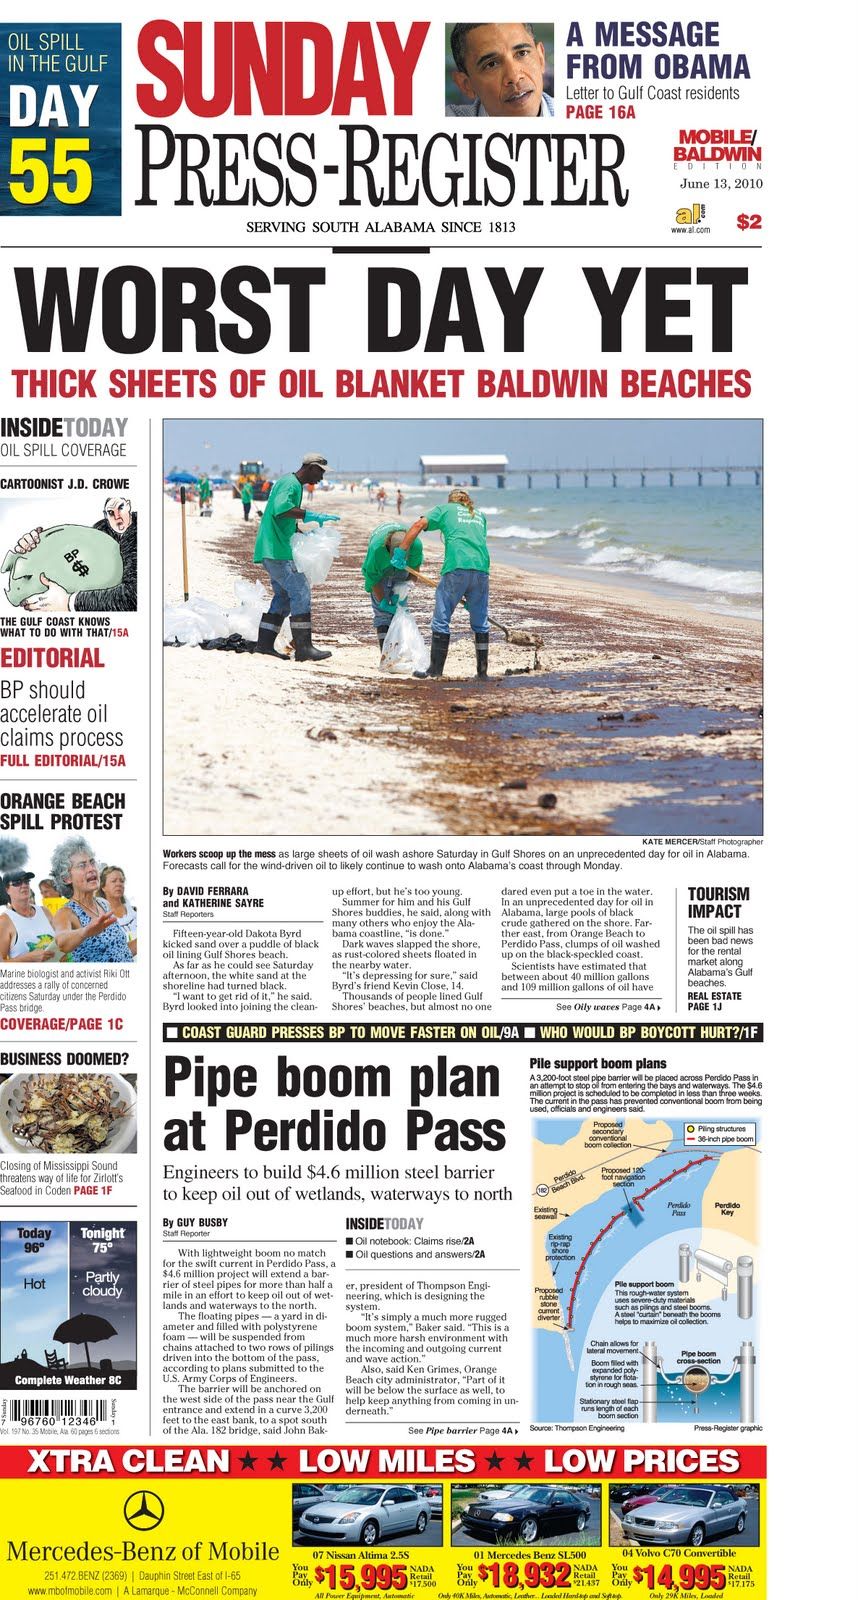 OIL SPILL
IN THE GULF
DAY
55
SUNDAY
PRESS-REGISTER
SERVING SOUTH ALABAMA SINCE 1813
A MESSAGE
FROM OBAMA
Letter to Gulf Coast residents
PAGE 16A
MOBILE/
BALDWIN
EDITION
June 13, 2010
al.com
www.al.com
$2
WORST DAY YET
THICK SHEETS OF OIL BLANKET BALDWIN BEACHES
INSIDETODAY
OIL SPILL COVERAGE
CARTOONIST J.D. CROWE
BP
$$
THE GULF COAST KNOWS
WHAT TO DO WITH THAT/15A
EDITORIAL
BP should
accelerate oil
claims process
FULL EDITORIAL/15A
ORANGE BEACH
SPILL PROTEST
Marine biologist and activist Riki Ott
addresses a rally of concerned
citizens Saturday under the Perdido
Pass bridge.
COVERAGE/PAGE 1C
BUSINESS DOOMED?
Closing of Mississippi Sound
threatens way of life for Zirlott's
Seafood in Coden PAGE 1F
Today
96°
Hot
Tonight
75°
Partly
cloudy
Complete Weather 8C
Sunday
7 96760 12346 1
Sunday
Vol. 197 No. 35 Mobile, Ala. 60 pages 6 sections
KATE MERCER/Staff Photographer
Workers scoop up the mess as large sheets of oil wash ashore Saturday in Gulf Shores on an unprecedented day for oil in Alabama.
Forecasts call for the wind-driven oil to likely continue to wash onto Alabama's coast through Monday.
By DAVID FERRARA
and KATHERINE SAYRE
Staff Reporters
Fifteen-year-old Dakota Byrd
kicked sand over a puddle of black
oil lining Gulf Shores beach.
As far as he could see Saturday
afternoon, the white sand at the
shoreline had turned black.
"I want to get rid of it," he said.
Byrd looked into joining the clean-
up effort, but he's too young.
Summer for him and his Gulf
Shores buddies, he said, along with
many others who enjoy the Ala-
bama coastline, "is done."
Dark waves slapped the shore,
as rust-colored sheets floated in
the nearby water.
"It's depressing for sure," said
Byrd's friend Kevin Close, 14.
Thousands of people lined Gulf
Shores' beaches, but almost no one
dared even put a toe in the water.
In an unprecedented day for oil in
Alabama, large pools of black
crude gathered on the shore. Far-
ther east, from Orange Beach to
Perdido Pass, clumps of oil washed
up on the black-speckled coast.
Scientists have estimated that
between about 40 million gallons
and 109 million gallons of oil have
See Oily waves Page 4A
TOURISM
IMPACT
The oil spill has
been bad news
for the rental
market along
Alabama's Gulf
beaches.
REAL ESTATE
PAGE 1J
■ COAST GUARD PRESSES BP TO MOVE FASTER ON OIL/9A ■ WHO WOULD BP BOYCOTT HURT?/1F
Pipe boom plan
at Perdido Pass
Engineers to build $4.6 million steel barrier
to keep oil out of wetlands, waterways to north
By GUY BUSBY
Staff Reporter
With lightweight boom no match
for the swift current in Perdido Pass, a
$4.6 million project will extend a bar-
rier of steel pipes for more than half a
mile in an effort to keep oil out of wet-
lands and waterways to the north.
The floating pipes — a yard in di-
ameter and filled with polystyrene
foam — will be suspended from
chains attached to two rows of pilings
driven into the bottom of the pass,
according to plans submitted to the
U.S. Army Corps of Engineers.
The barrier will be anchored on
the west side of the pass near the Gulf
entrance and extend in a curve 3,200
feet to the east bank, to a spot south
of the Ala. 182 bridge, said John Bak-
INSIDETODAY
■ Oil notebook: Claims rise/2A
■ Oil questions and answers/2A
er, president of Thompson Engi-
neering, which is designing the
system.
"It's simply a much more rugged
boom system," Baker said. "This is a
much more harsh environment with
the incoming and outgoing current
and wave action."
Also, said Ken Grimes, Orange
Beach city administrator, "Part of it
will be below the surface as well, to
help keep anything from coming in un-
derneath."
See Pipe barrier Page 4A
Pile support boom plans
A 3,200-foot steel pipe barrier will be placed across Perdido Pass in
an attempt to stop oil from entering the bays and waterways. The $4.6
million project is scheduled to be completed in less than three weeks.
The current in the pass has prevented conventional boom from being
used, officials and engineers said.
Proposed
secondary
conventional
boom collection
Piling structures
36-inch pipe boom
Perdido
Beach Blvd.
182
Proposed 120-
foot navigation
section
Perdido
Pass
Perdido
Key
Existing
seawall
Existing
rip-rap
shore
protection
Proposed
rubble
stone
current
diverter
Pile support boom
This rough-water system
uses severe-duty materials
such as pilings and steel booms.
A steel "curtain" beneath the booms
helps to maximize oil collection.
Chain allows for
lateral movement
Boom filled with
expanded poly-
styrene for flota-
tion in rough seas.
Stationary steel flap
runs length of each
boom section
Pipe boom
cross-section
Source: Thompson Engineering
Press-Register graphic
XTRA CLEAN ★ ★ LOW MILES ★ ★ LOW PRICES
Mercedes-Benz of Mobile
251.472.BENZ (2369) | Dauphin Street East of I-65
www.mbofmobile.com | A Lamarque - McConnell Company
07 Nissan Altima 2.5S
You Pay Only $15,995 NADA Retail $17,500
All Power Equipment, Automatic
01 Mercedes Benz SL500
You Pay Only $18,932 NADA Retail $21,437
Only 40K Miles, Automatic, Leather.. Loaded Hard-top and Softtop.
04 Volvo C70 Convertible
You Pay Only $14,995 NADA Retail $17,175
Only 29K Miles, Loaded